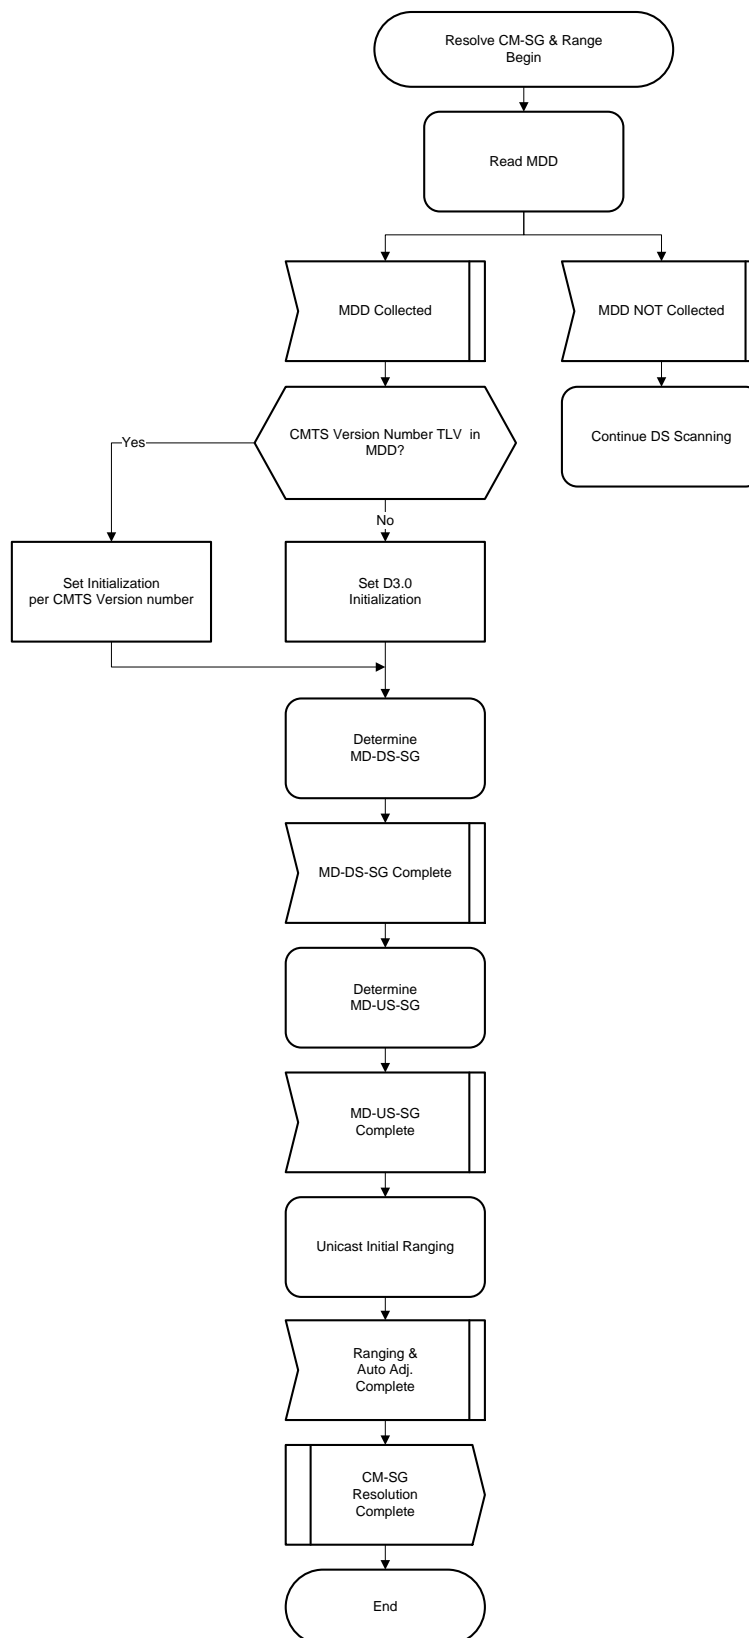 Resolve CM-SG & Range
Begin
Read MDD
MDD Collected
MDD NOT Collected
CMTS Version Number TLV in
MDD?
Continue DS Scanning
Yes
No
Set Initialization
per CMTS Version number
Set D3.0
Initialization
Determine
MD-DS-SG
MD-DS-SG Complete
Determine
MD-US-SG
MD-US-SG
Complete
Unicast Initial Ranging
Ranging &
Auto Adj.
Complete
CM-SG
Resolution
Complete
End